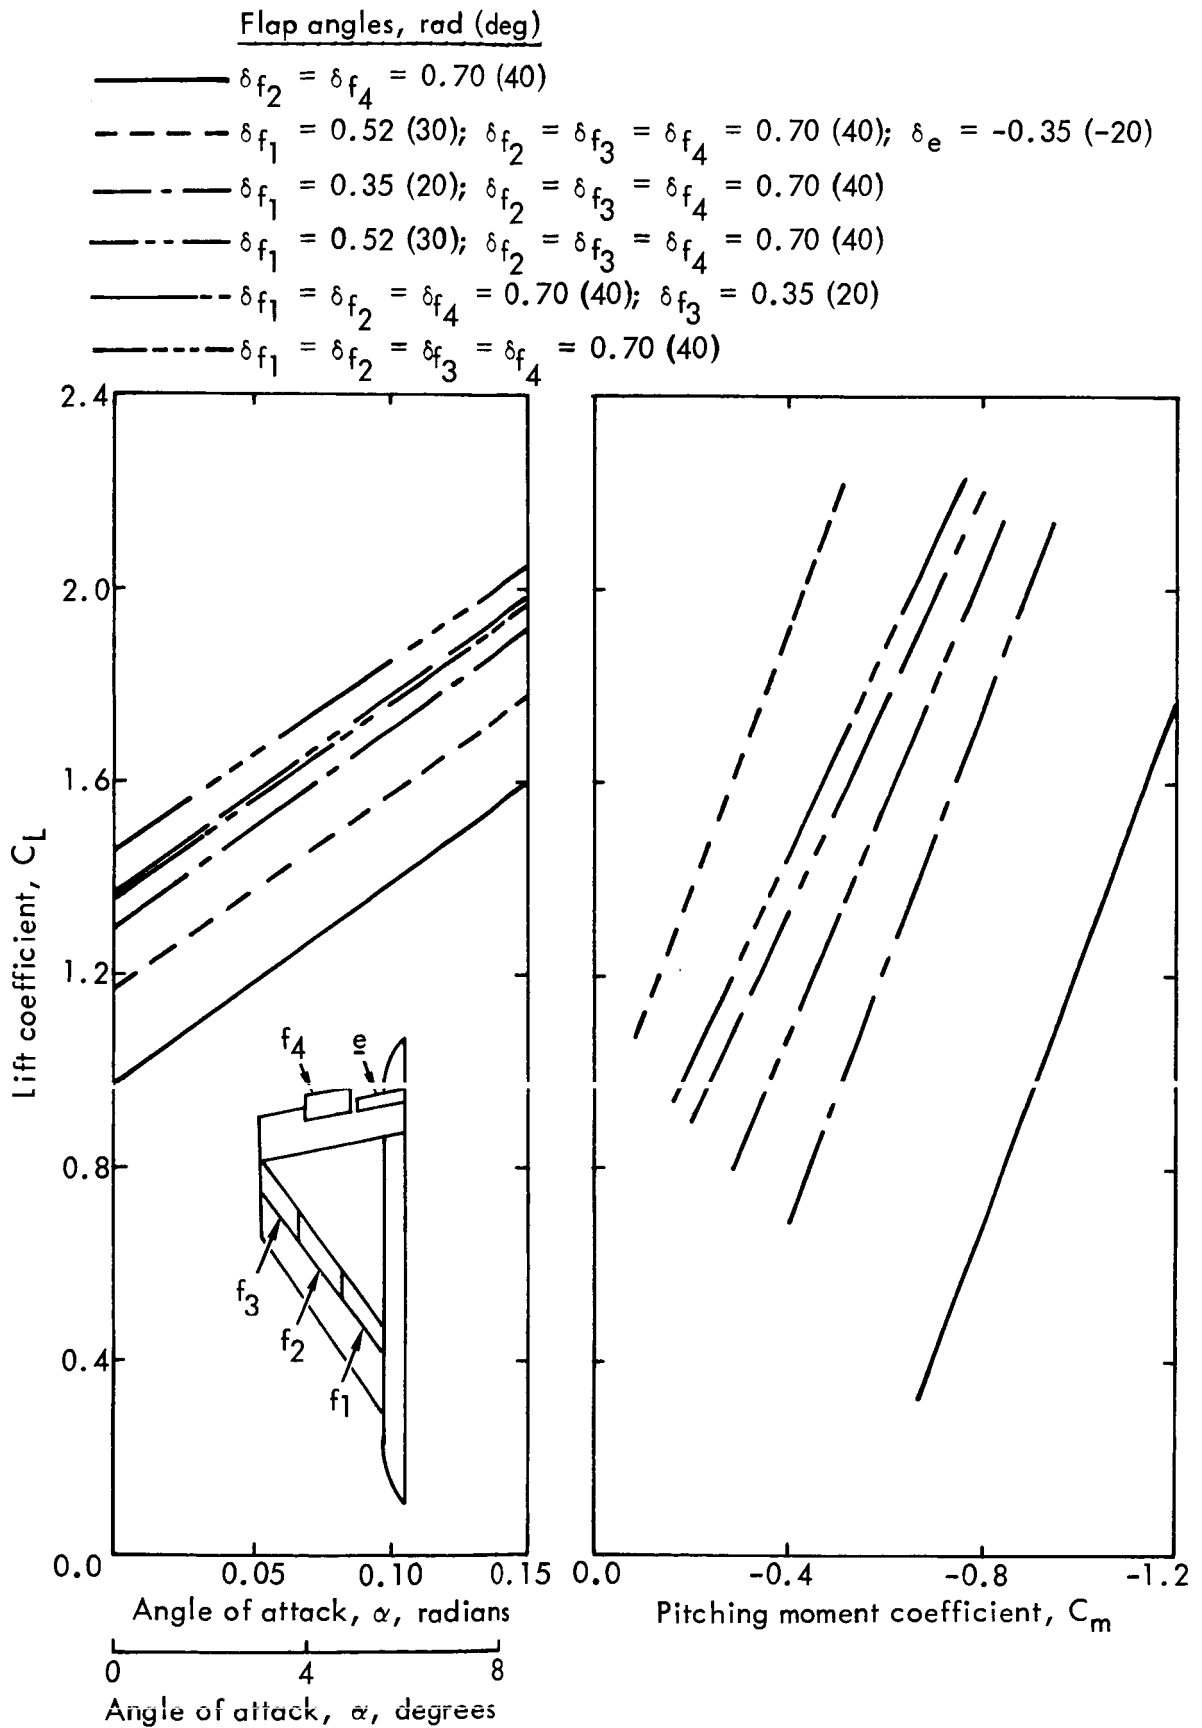 Flap angles, rad (deg)
δf2 = δf4 = 0.70 (40)
δf1 = 0.52 (30); δf2 = δf3 = δf4 = 0.70 (40); δe = -0.35 (-20)
δf1 = 0.35 (20); δf2 = δf3 = δf4 = 0.70 (40)
δf1 = 0.52 (30); δf2 = δf3 = δf4 = 0.70 (40)
δf1 = δf2 = δf4 = 0.70 (40); δf3 = 0.35 (20)
δf1 = δf2 = δf3 = δf4 = 0.70 (40)
2.4
2.0
1.6
1.2
0.8
0.4
0.0
Lift coefficient, CL
f4
e
f3
f2
f1
0.05 0.10 0.15
Angle of attack, α, radians
0 4 8
Angle of attack, α, degrees
0.0 -0.4 -0.8 -1.2
Pitching moment coefficient, Cm